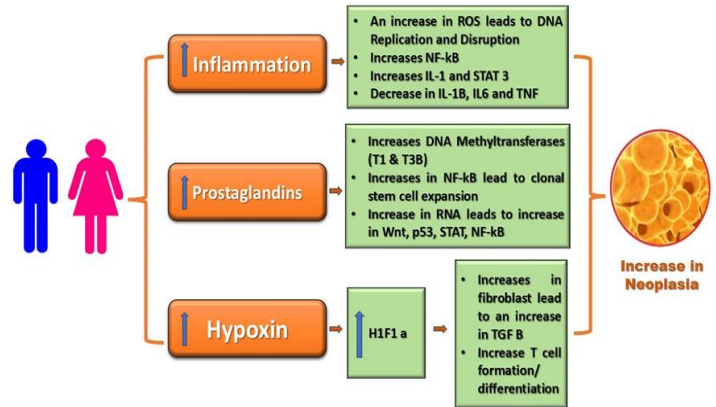 Inflammation
• An increase in ROS leads to DNA
Replication and Disruption
• Increases NF-kB
• Increases IL-1 and STAT 3
• Decrease in IL-1B, IL6 and TNF
Prostaglandins
• Increases DNA Methyltransferases
(T1 & T3B)
• Increases in NF-kB lead to clonal
stem cell expansion
• Increase in RNA leads to increase
in Wnt, p53, STAT, NF-kB
Hypoxin
H1F1 a
• Increases in
fibroblast lead
to an increase
in TGF B
• Increase T cell
formation/
differentiation
Increase in
Neoplasia